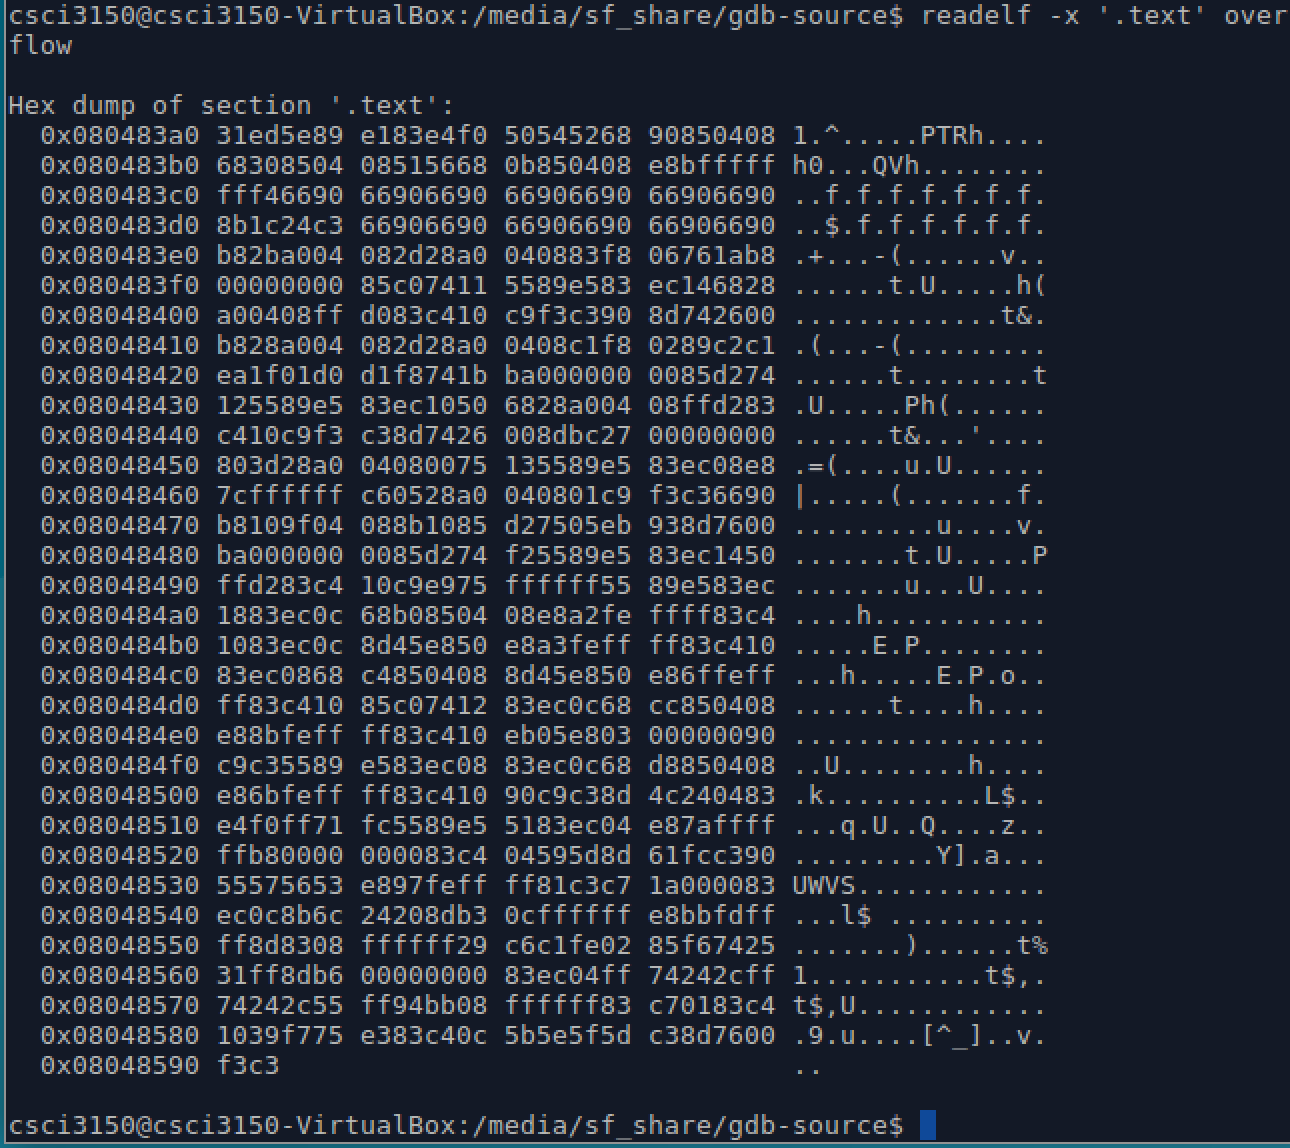 csci3150@csci3150-VirtualBox:/media/sf_share/gdb-source$ readelf -x '.text' over
flow
Hex dump of section '.text':
  0x080483a0 31ed5e89 e183e4f0 50545268 90850408 1.^.....PTRh....
  0x080483b0 68308504 08515668 0b850408 e8bfffff h0...QVh........
  0x080483c0 fff46690 66906690 66906690 66906690 ..f.f.f.f.f.f.f.
  0x080483d0 8b1c24c3 66906690 66906690 66906690 ..$.f.f.f.f.f.f.
  0x080483e0 b82ba004 082d28a0 040883f8 06761ab8 .+...-(......v..
  0x080483f0 00000000 85c07411 5589e583 ec146828 ......t.U.....h(
  0x08048400 a00408ff d083c410 c9f3c390 8d742600 .............t&.
  0x08048410 b828a004 082d28a0 0408c1f8 0289c2c1 .(...-(.........
  0x08048420 ea1f01d0 d1f8741b ba000000 0085d274 ......t........t
  0x08048430 125589e5 83ec1050 6828a004 08ffd283 .U.....Ph(......
  0x08048440 c410c9f3 c38d7426 008dbc27 00000000 ......t&...'....
  0x08048450 803d28a0 04080075 135589e5 83ec08e8 .=(....u.U......
  0x08048460 7cffffff c60528a0 040801c9 f3c36690 |.....(.......f.
  0x08048470 b8109f04 088b1085 d27505eb 938d7600 .........u....v.
  0x08048480 ba000000 0085d274 f25589e5 83ec1450 .......t.U.....P
  0x08048490 ffd283c4 10c9e975 ffffff55 89e583ec .......u...U....
  0x080484a0 1883ec0c 68b08504 08e8a2fe ffff83c4 ....h...........
  0x080484b0 1083ec0c 8d45e850 e8a3feff ff83c410 .....E.P........
  0x080484c0 83ec0868 c4850408 8d45e850 e86ffeff ...h.....E.P.o..
  0x080484d0 ff83c410 85c07412 83ec0c68 cc850408 ......t....h....
  0x080484e0 e88bfeff ff83c410 eb05e803 00000090 ................
  0x080484f0 c9c35589 e583ec08 83ec0c68 d8850408 ..U........h....
  0x08048500 e86bfeff ff83c410 90c9c38d 4c240483 .k..........L$..
  0x08048510 e4f0ff71 fc5589e5 5183ec04 e87affff ...q.U..Q....z..
  0x08048520 ffb80000 000083c4 04595d8d 61fcc390 .........Y].a...
  0x08048530 55575653 e897feff ff81c3c7 1a000083 UWVS............
  0x08048540 ec0c8b6c 24208db3 0cffffff e8bbfdff ...l$ ..........
  0x08048550 ff8d8308 ffffff29 c6c1fe02 85f67425 .......)......t%
  0x08048560 31ff8db6 00000000 83ec04ff 74242cff 1...........t$,.
  0x08048570 74242c55 ff94bb08 ffffff83 c70183c4 t$,U............
  0x08048580 1039f775 e383c40c 5b5e5f5d c38d7600 .9.u....[^_]..v.
  0x08048590 f3c3                                ..
csci3150@csci3150-VirtualBox:/media/sf_share/gdb-source$